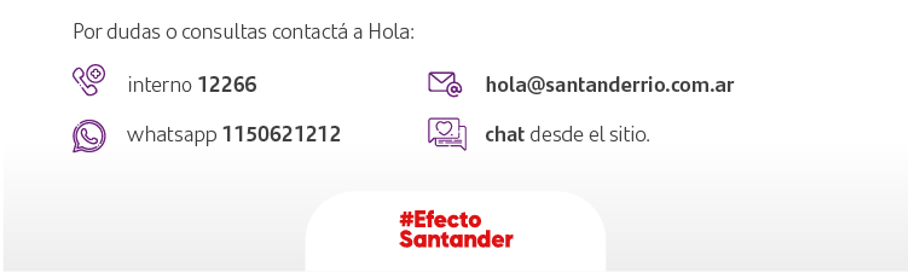 Por dudas o consultas contactá a Hola:
interno 12266
hola@santanderrio.com.ar
whatsapp 1150621212
chat desde el sitio.
#Efecto
Santander